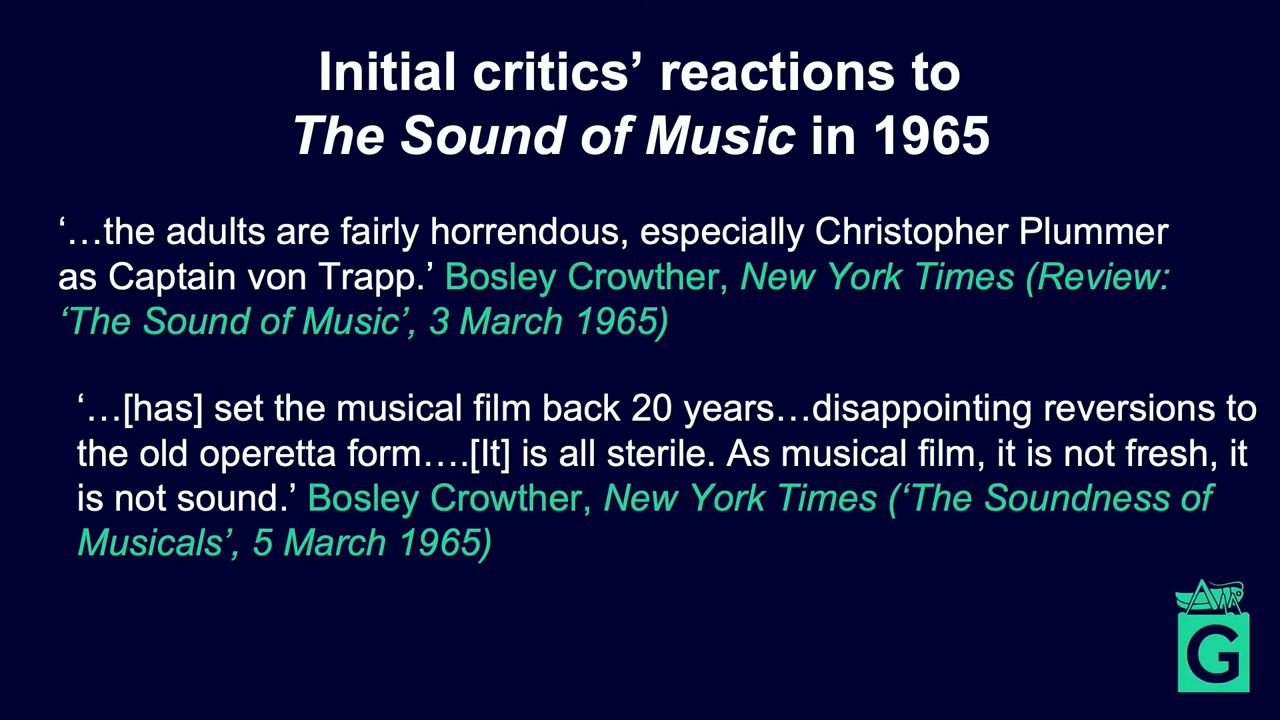 Initial critics’ reactions to
The Sound of Music in 1965
‘…the adults are fairly horrendous, especially Christopher Plummer
as Captain von Trapp.’ Bosley Crowther, New York Times (Review:
‘The Sound of Music’, 3 March 1965)
‘…[has] set the musical film back 20 years…disappointing reversions to
the old operetta form….[It] is all sterile. As musical film, it is not fresh, it
is not sound.’ Bosley Crowther, New York Times (‘The Soundness of
Musicals’, 5 March 1965)
G